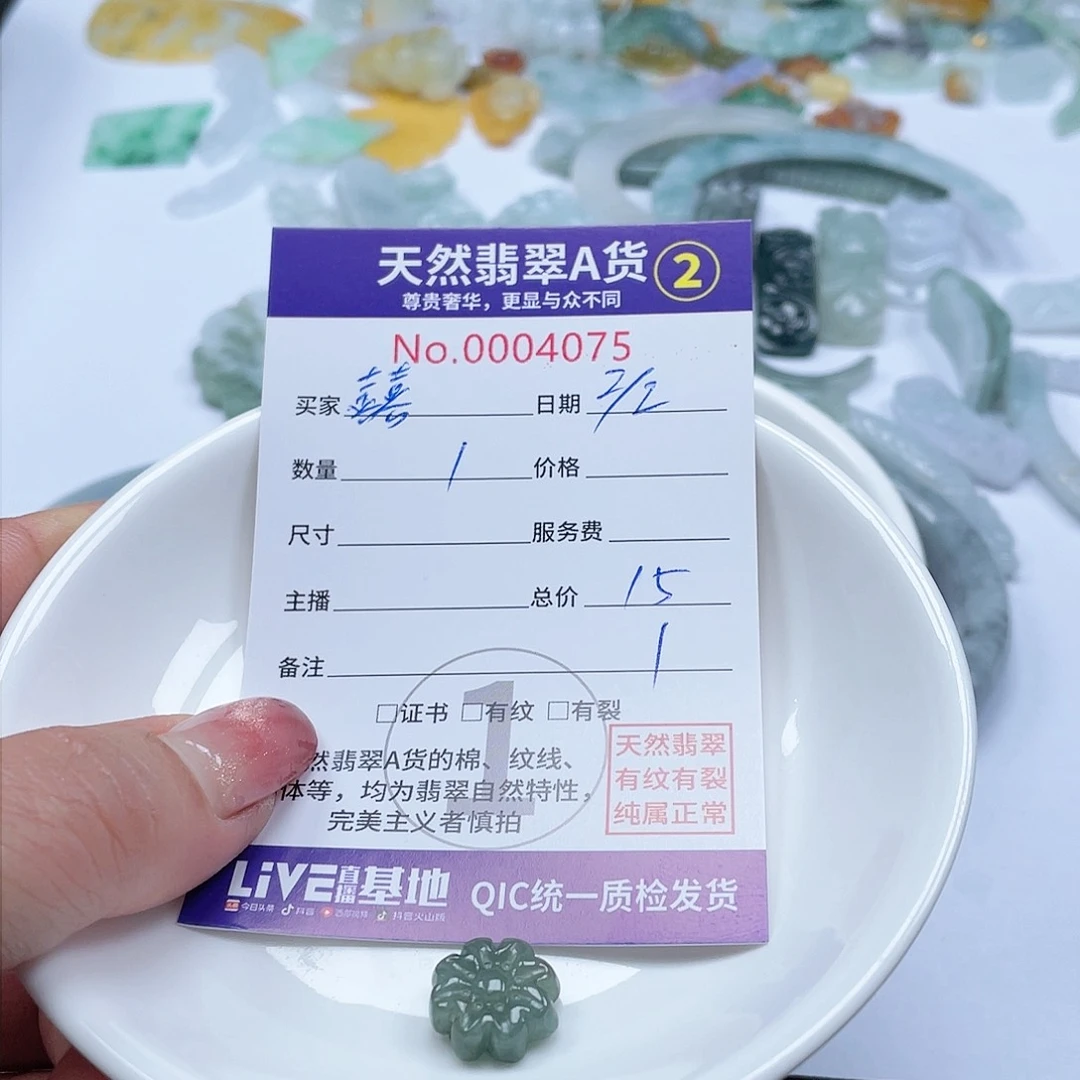 天然翡翠A货 2
尊贵奢华，更显与众不同
No.0004075
买家 囍 日期 2/2
数量 1 价格
尺寸 服务费
主播 总价 15
备注 1
□证书 □有纹 □有裂
1
然翡翠A货的棉、纹线、
体等，均为翡翠自然特性，
完美主义者慎拍
天然翡翠
有纹有裂
纯属正常
LiVE直播基地
今日头条 抖音 西瓜视频 抖音火山版
QIC统一质检发货